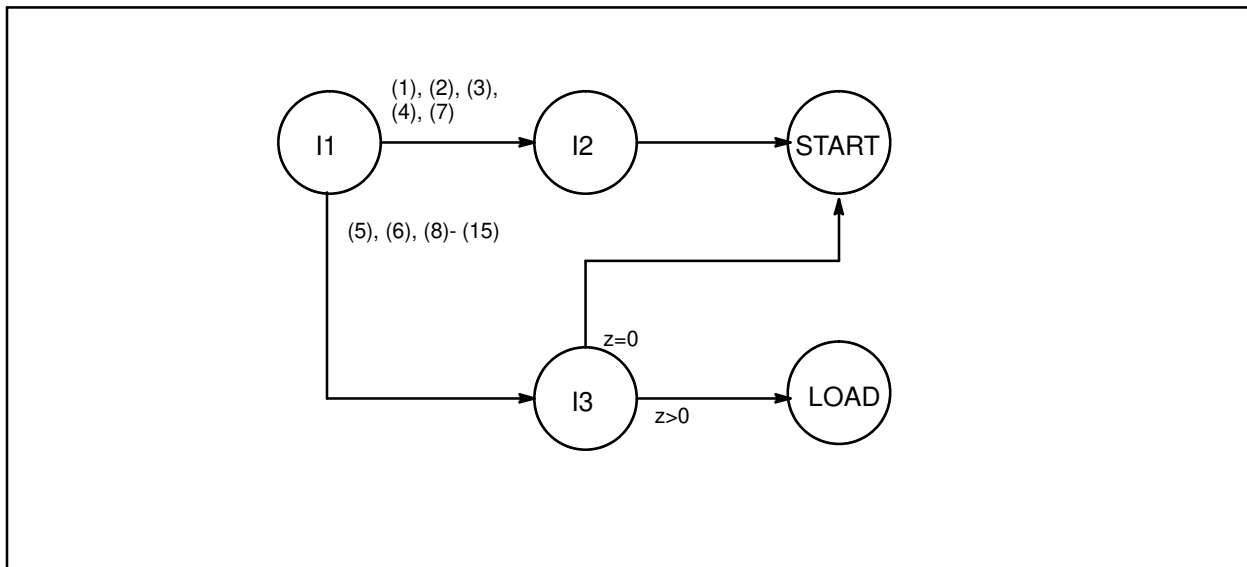 (1), (2), (3),
(4), (7)
I1
I2
START
(5), (6), (8)- (15)
z=0
I3
LOAD
z>0